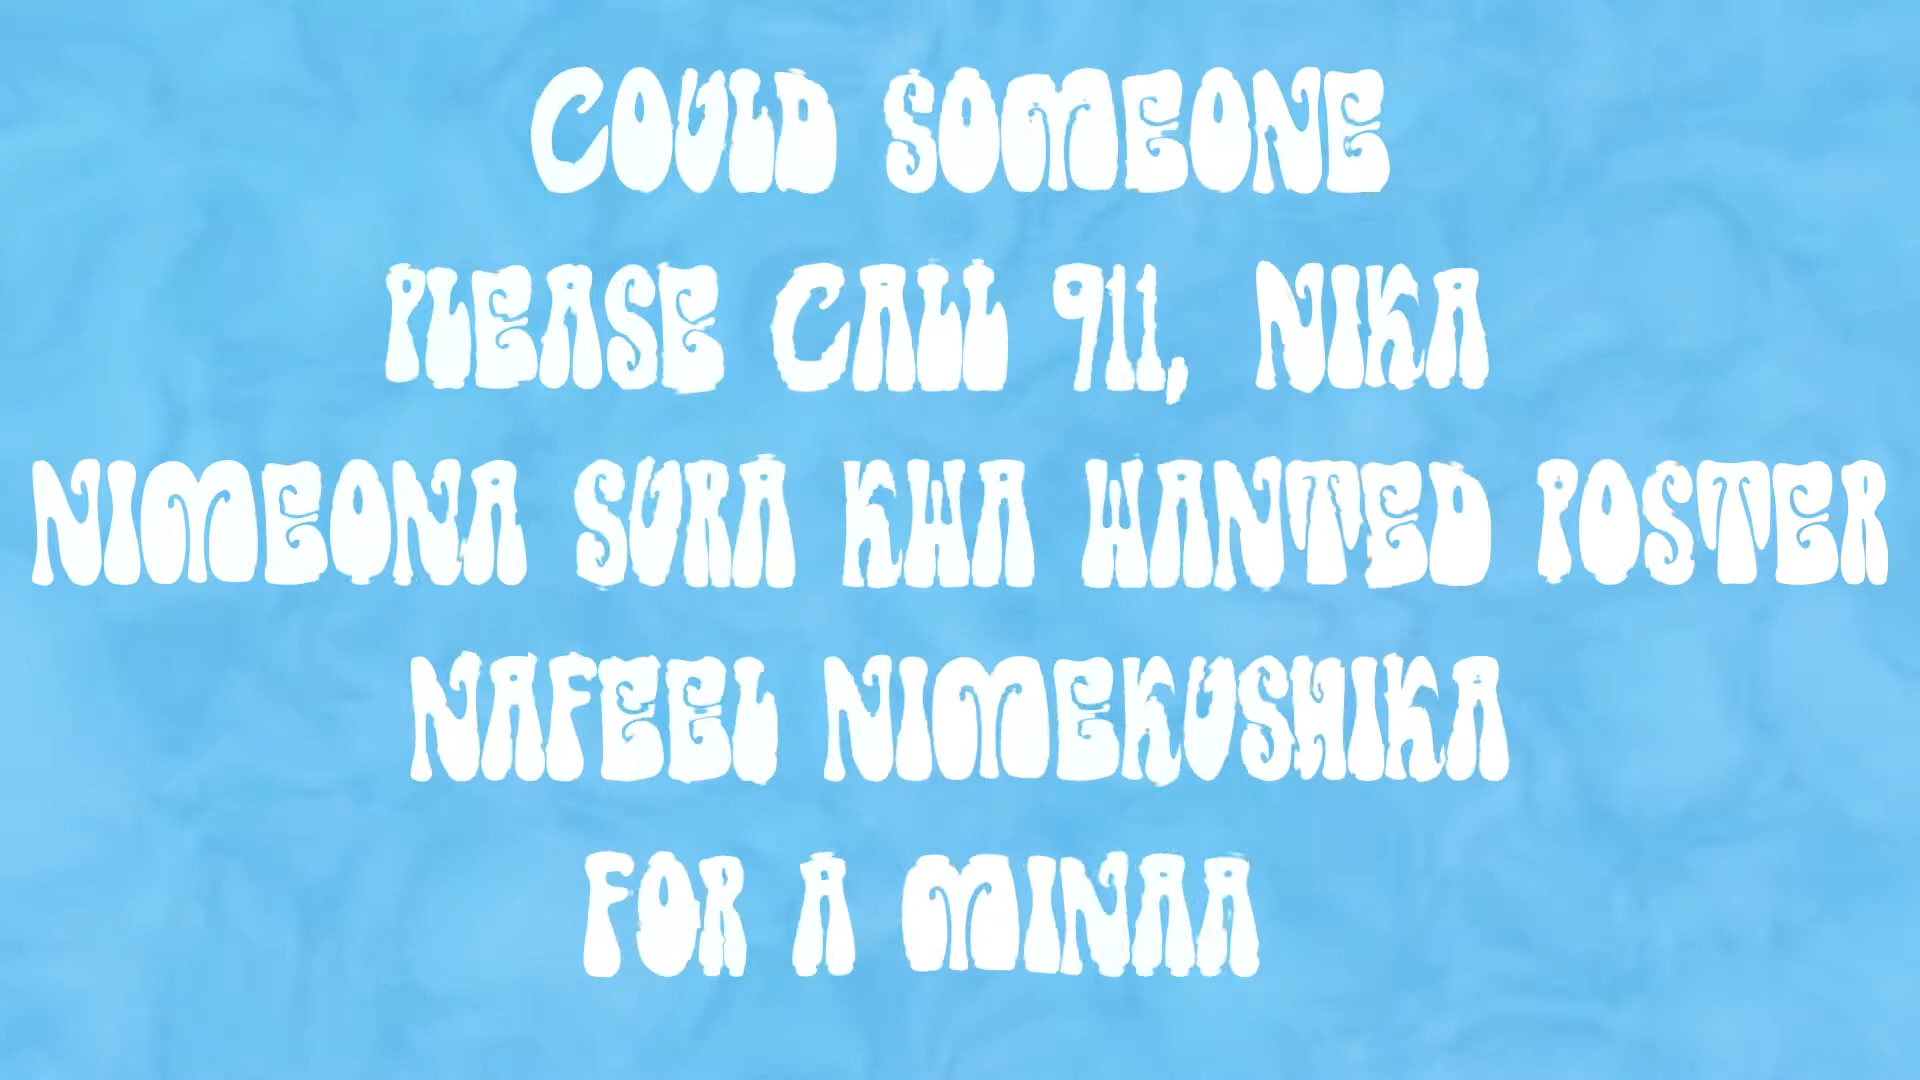 COULD SOMEONE
PLEASE CALL 911, NIKA
NIMEONA SURA KWA WANTED POSTER
NAFEEL NIMEKUSHIKA
FOR A MINAA